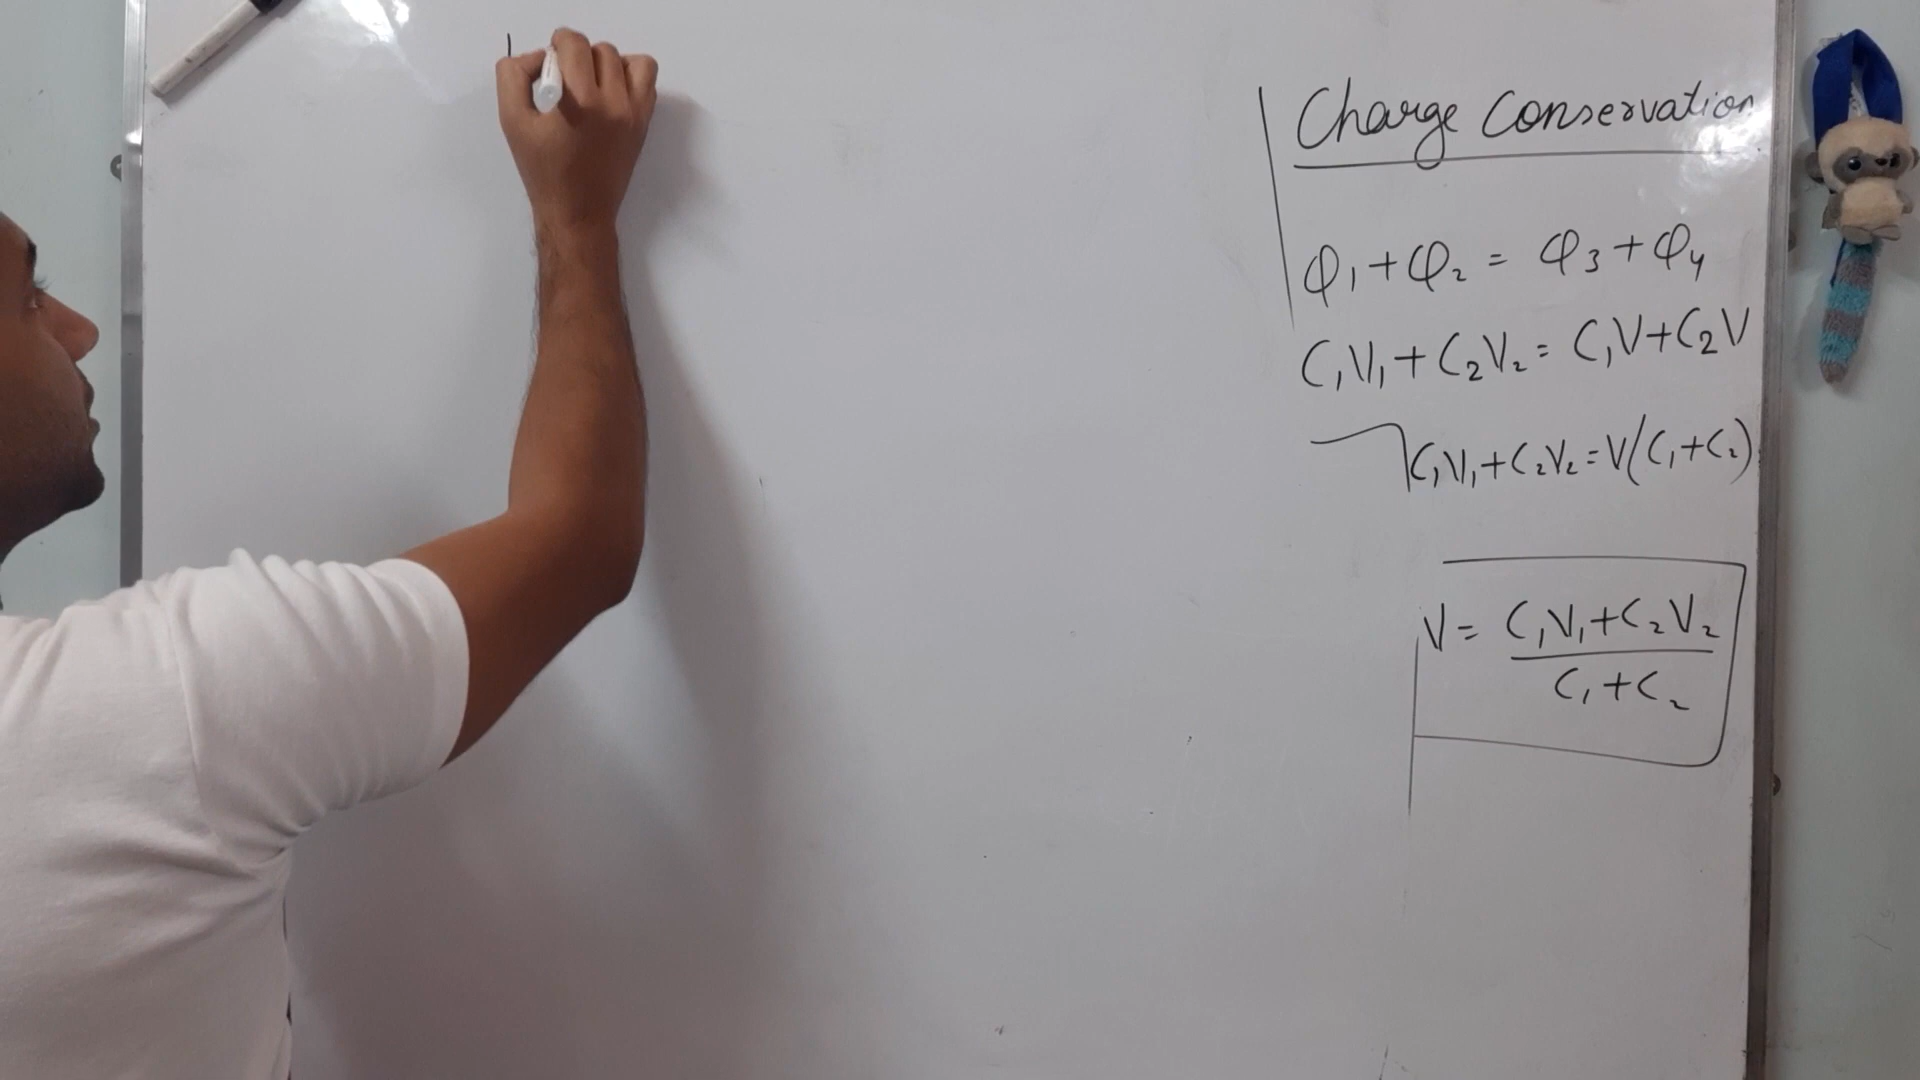 Charge Conservation
Q₁ + Q₂ = Q₃ + Q₄
C₁V₁ + C₂V₂ = C₁V + C₂V
C₁V₁ + C₂V₂ = V(C₁ + C₂)
V = (C₁V₁ + C₂V₂) / (C₁ + C₂)